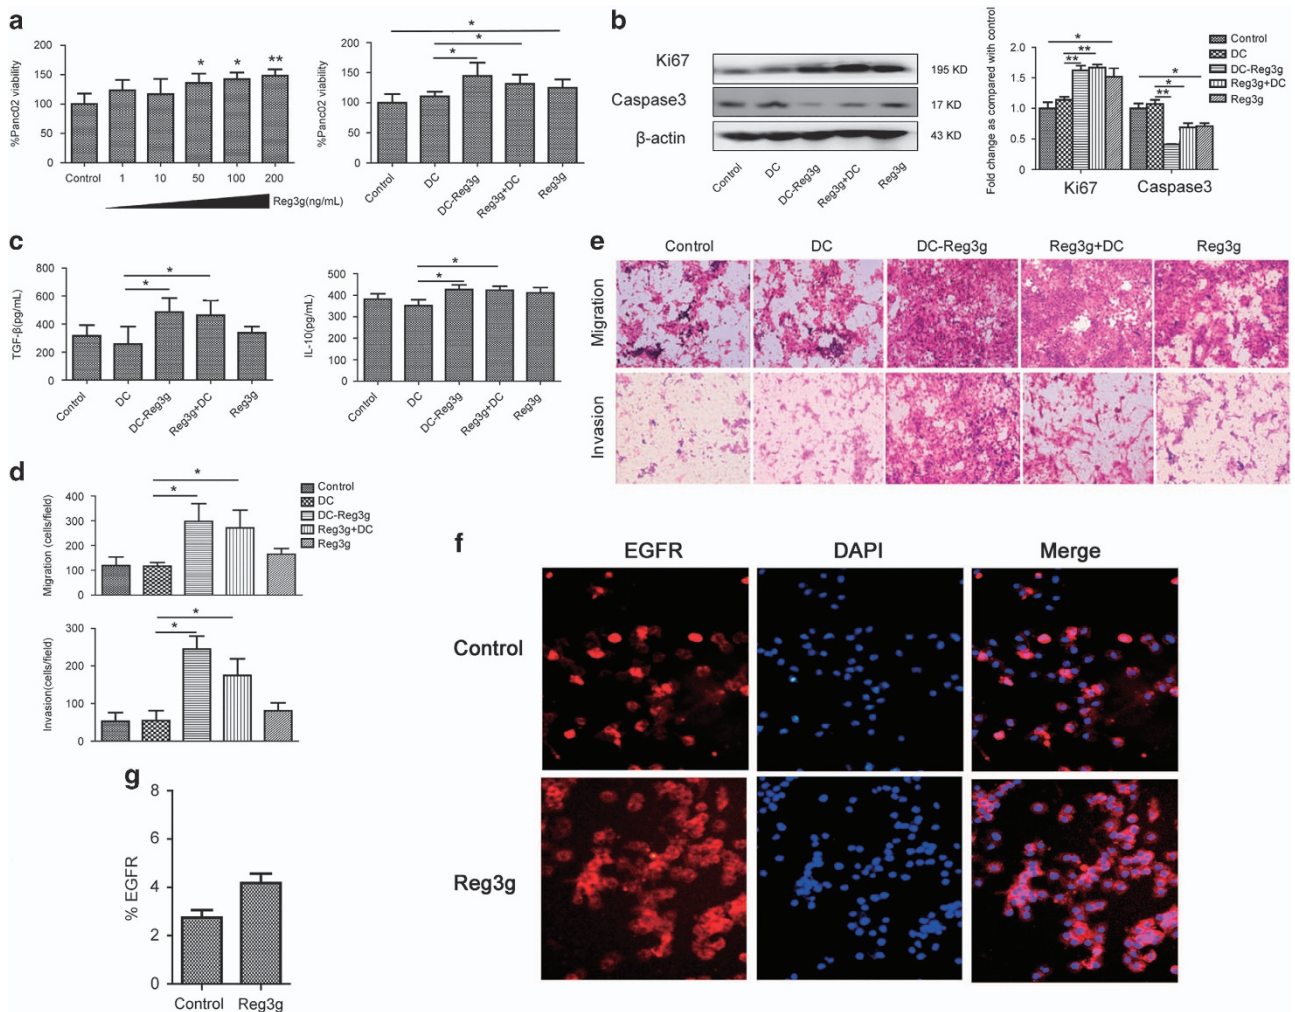 a
%Panc02 viability
200
150
100
50
0
*
*
**
Control
1
10
50
100
200
Reg3g(ng/mL)
%Panc02 viability
200
150
100
50
0
*
*
*
Control
DC
DC-Reg3g
Reg3g+DC
Reg3g
b
Ki67
195 KD
Caspase3
17 KD
β-actin
43 KD
Control
DC
DC-Reg3g
Reg3g+DC
Reg3g
Fold change as compared with control
2.0
1.5
1.0
0.5
0
*
**
**
*
*
**
Ki67
Caspase3
Control
DC
DC-Reg3g
Reg3g+DC
Reg3g
c
TGF-β(pg/mL)
800
600
400
200
0
*
*
Control
DC
DC-Reg3g
Reg3g+DC
Reg3g
IL-10(pg/mL)
500
400
300
200
100
0
*
*
Control
DC
DC-Reg3g
Reg3g+DC
Reg3g
d
Migration (cells/field)
400
300
200
100
0
*
*
Control
DC
DC-Reg3g
Reg3g+DC
Reg3g
Invasion(cells/field)
300
200
100
0
*
*
e
Control
DC
DC-Reg3g
Reg3g+DC
Reg3g
Migration
Invasion
f
EGFR
DAPI
Merge
Control
Reg3g
g
% EGFR
8
6
4
2
0
Control
Reg3g